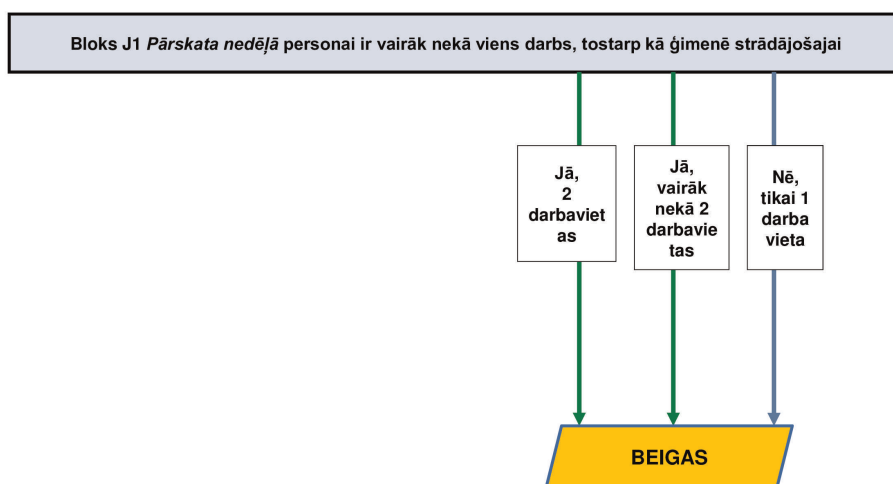 Bloks J1 Pārskata nedēļā personai ir vairāk nekā viens darbs, tostarp kā ģimenē strādājošajai
Jā,
2
darbaviet
as
Jā,
vairāk
nekā 2
darbavie
tas
Nē,
tikai 1
darba
vieta
BEIGAS